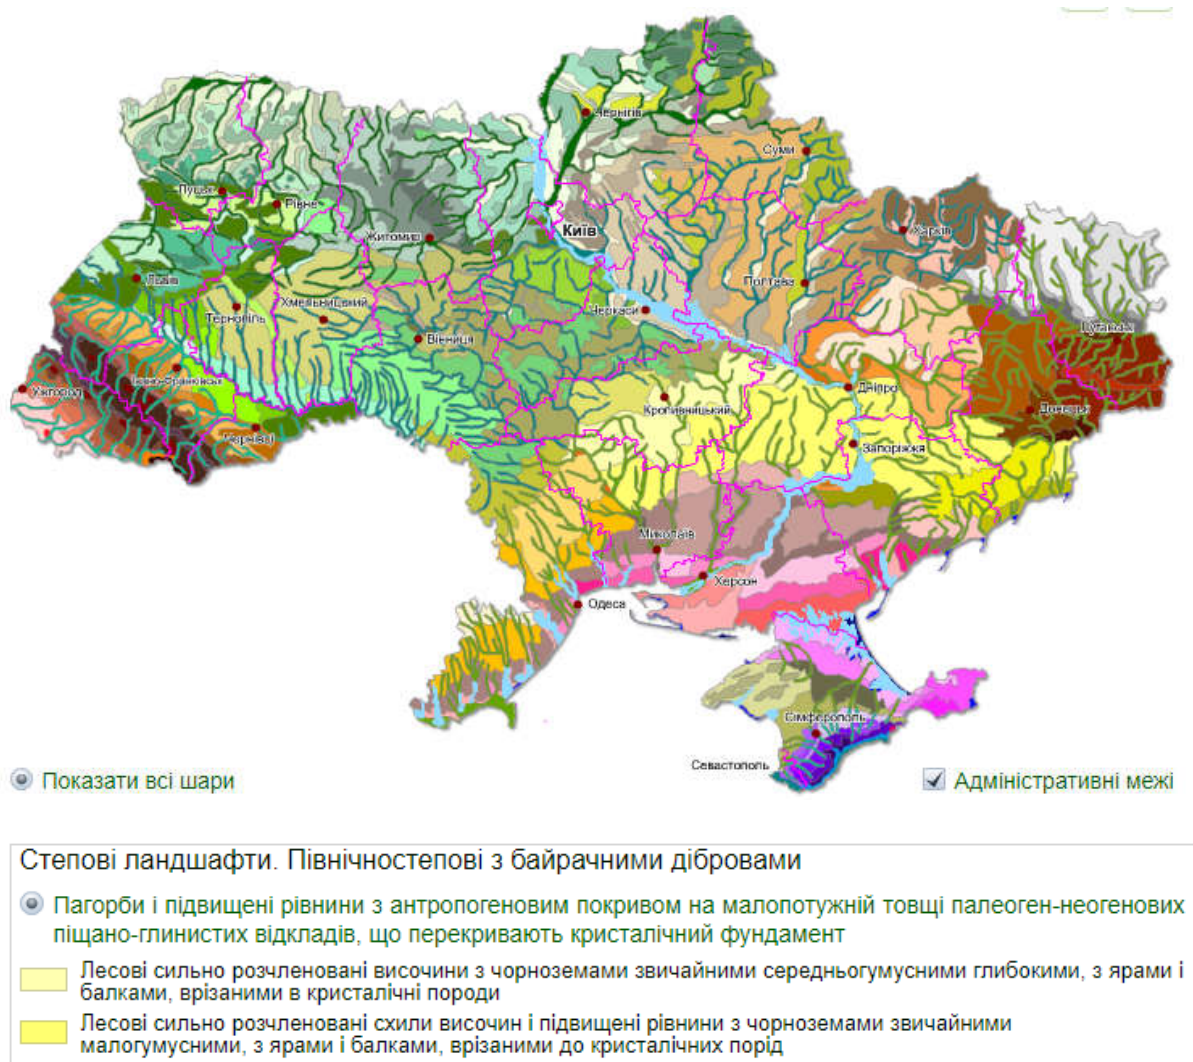 Чернігів
Суми
Луцьк
Рівне
Київ
Харків
Житомир
Львів
Полтава
Хмельницький
Тернопіль
Черкаси
Луганськ
Вінниця
Івано-Франківськ
Ужгород
Дніпро
Кропивницький
Донецьк
Чернівці
Запоріжжя
Миколаїв
Херсон
Одеса
Сімферополь
Севастополь
Показати всі шари
Адміністративні межі
Степові ландшафти. Північностепові з байрачними дібровами
Пагорби і підвищені рівнини з антропогеновим покривом на малопотужній товщі палеоген-неогенових
піщано-глинистих відкладів, що перекривають кристалічний фундамент
Лесові сильно розчленовані височини з чорноземами звичайними середньогумусними глибокими, з ярами і
балками, врізаними в кристалічні породи
Лесові сильно розчленовані схили височин і підвищені рівнини з чорноземами звичайними
малогумусними, з ярами і балками, врізаними до кристалічних порід